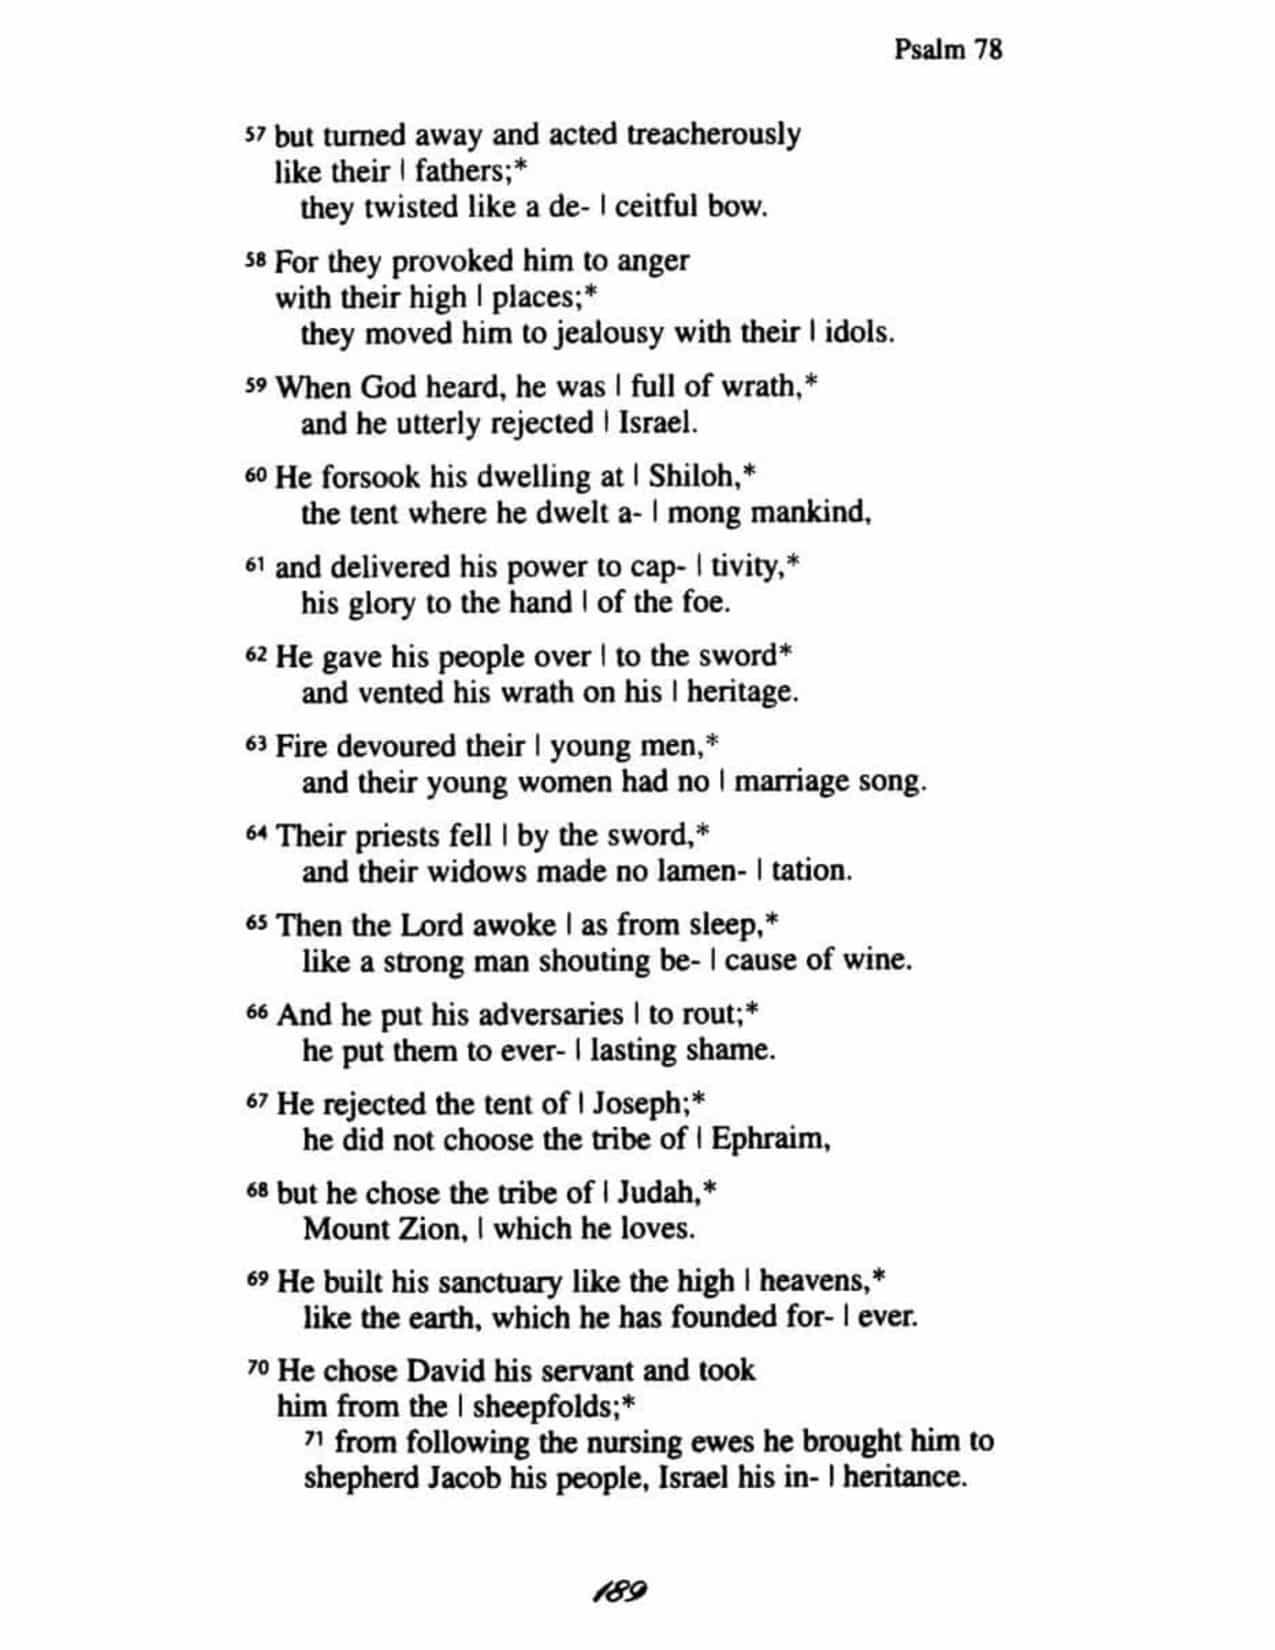 Psalm 78
57 but turned away and acted treacherously
like their | fathers;*
they twisted like a de- | ceitful bow.
58 For they provoked him to anger
with their high | places;*
they moved him to jealousy with their | idols.
59 When God heard, he was | full of wrath,*
and he utterly rejected | Israel.
60 He forsook his dwelling at | Shiloh,*
the tent where he dwelt a- | mong mankind,
61 and delivered his power to cap- | tivity,*
his glory to the hand | of the foe.
62 He gave his people over | to the sword*
and vented his wrath on his | heritage.
63 Fire devoured their | young men,*
and their young women had no | marriage song.
64 Their priests fell | by the sword,*
and their widows made no lamen- | tation.
65 Then the Lord awoke | as from sleep,*
like a strong man shouting be- | cause of wine.
66 And he put his adversaries | to rout;*
he put them to ever- | lasting shame.
67 He rejected the tent of | Joseph;*
he did not choose the tribe of | Ephraim,
68 but he chose the tribe of | Judah,*
Mount Zion, | which he loves.
69 He built his sanctuary like the high | heavens,*
like the earth, which he has founded for- | ever.
70 He chose David his servant and took
him from the | sheepfolds;*
71 from following the nursing ewes he brought him to
shepherd Jacob his people, Israel his in- | heritance.
189